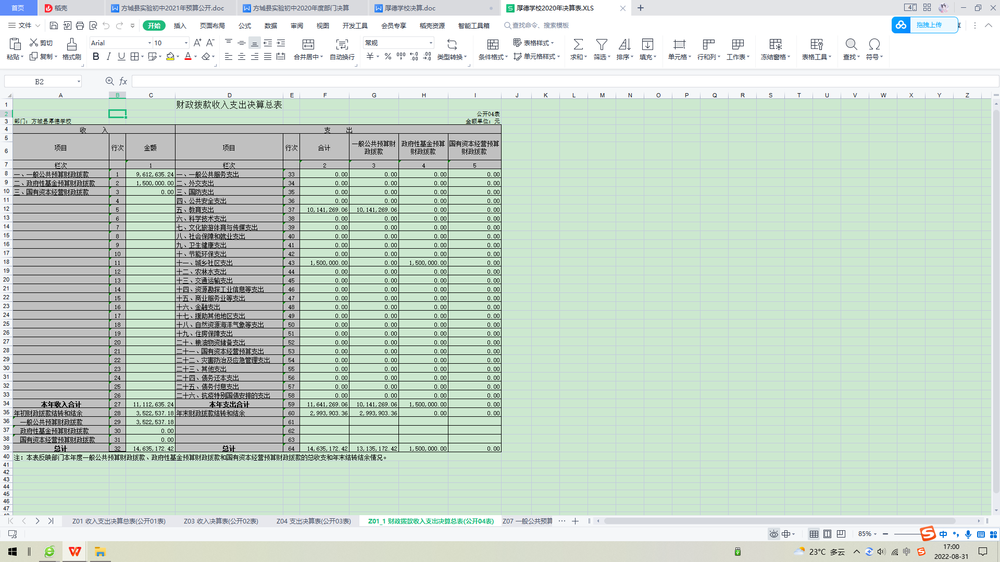 首页 稻壳 方城县实验初中2021年预算公开.doc 方城县实验初中2020年度部门决算 厚德学校决算.doc 厚德学校2020年决算表.XLS
文件 开始 插入 页面布局 公式 数据 审阅 视图 开发工具 会员专享 稻壳资源 智能工具箱 查找命令、搜索模板 拖拽上传
剪切 Arial 10 常规 表格样式
粘贴 复制 格式刷 合并居中 自动换行 类型转换 条件格式 单元格样式 求和 筛选 排序 填充 单元格 行和列 工作表 冻结窗格 表格工具 查找 符号
B2 fx
A B C D E F G H I J K L M N O P Q R S T U V W X Y Z
1 财政拨款收入支出决算总表
2 公开04表
3 部门：方城县厚德学校 金额单位：元
4 收 入 支 出
5
6 项目 行次 金额 项目 行次 合计 一般公共预算财政拨款 政府性基金预算财政拨款 国有资本经营预算财政拨款
7 栏次 1 栏次 2 3 4 5
8 一、一般公共预算财政拨款 1 9,612,635.24 一、一般公共服务支出 33 0.00 0.00 0.00 0.00
9 二、政府性基金预算财政拨款 2 1,500,000.00 二、外交支出 34 0.00 0.00 0.00 0.00
10 三、国有资本经营财政拨款 3 0.00 三、国防支出 35 0.00 0.00 0.00 0.00
11 4 四、公共安全支出 36 0.00 0.00 0.00 0.00
12 5 五、教育支出 37 10,141,269.06 10,141,269.06 0.00 0.00
13 6 六、科学技术支出 38 0.00 0.00 0.00 0.00
14 7 七、文化旅游体育与传媒支出 39 0.00 0.00 0.00 0.00
15 8 八、社会保障和就业支出 40 0.00 0.00 0.00 0.00
16 9 九、卫生健康支出 41 0.00 0.00 0.00 0.00
17 10 十、节能环保支出 42 0.00 0.00 0.00 0.00
18 11 十一、城乡社区支出 43 1,500,000.00 0.00 1,500,000.00 0.00
19 12 十二、农林水支出 44 0.00 0.00 0.00 0.00
20 13 十三、交通运输支出 45 0.00 0.00 0.00 0.00
21 14 十四、资源勘探工业信息等支出 46 0.00 0.00 0.00 0.00
22 15 十五、商业服务业等支出 47 0.00 0.00 0.00 0.00
23 16 十六、金融支出 48 0.00 0.00 0.00 0.00
24 17 十七、援助其他地区支出 49 0.00 0.00 0.00 0.00
25 18 十八、自然资源海洋气象等支出 50 0.00 0.00 0.00 0.00
26 19 十九、住房保障支出 51 0.00 0.00 0.00 0.00
27 20 二十、粮油物资储备支出 52 0.00 0.00 0.00 0.00
28 21 二十一、国有资本经营预算支出 53 0.00 0.00 0.00 0.00
29 22 二十二、灾害防治及应急管理支出 54 0.00 0.00 0.00 0.00
30 23 二十三、其他支出 55 0.00 0.00 0.00 0.00
31 24 二十四、债务还本支出 56 0.00 0.00 0.00 0.00
32 25 二十五、债务付息支出 57 0.00 0.00 0.00 0.00
33 26 二十六、抗疫特别国债安排的支出 58 0.00 0.00 0.00 0.00
34 本年收入合计 27 11,112,635.24 本年支出合计 59 11,641,269.06 10,141,269.06 1,500,000.00 0.00
35 年初财政拨款结转和结余 28 3,522,537.18 年末财政拨款结转和结余 60 2,993,903.36 2,993,903.36 0.00 0.00
36 一般公共预算财政拨款 29 3,522,537.18 61
37 政府性基金预算财政拨款 30 0.00 62
38 国有资本经营预算财政拨款 31 0.00 63
39 总计 32 14,635,172.42 总计 64 14,635,172.42 13,135,172.42 1,500,000.00 0.00
40 注：本表反映部门本年度一般公共预算财政拨款、政府性基金预算财政拨款和国有资本经营预算财政拨款的总收支和年末结转结余情况。
41
42
43
44
45
46
47
Z01 收入支出决算总表(公开01表) Z03 收入决算表(公开02表) Z04 支出决算表(公开03表) Z01_1 财政拨款收入支出决算总表(公开04表) Z07 一般公共预算 ···
85% 中
23°C 多云 中 17:00
2022-08-31